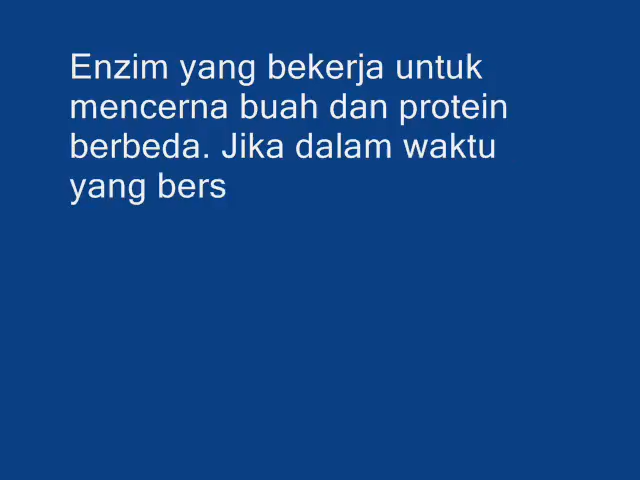 Enzim yang bekerja untuk
mencerna buah dan protein
berbeda. Jika dalam waktu
yang bers